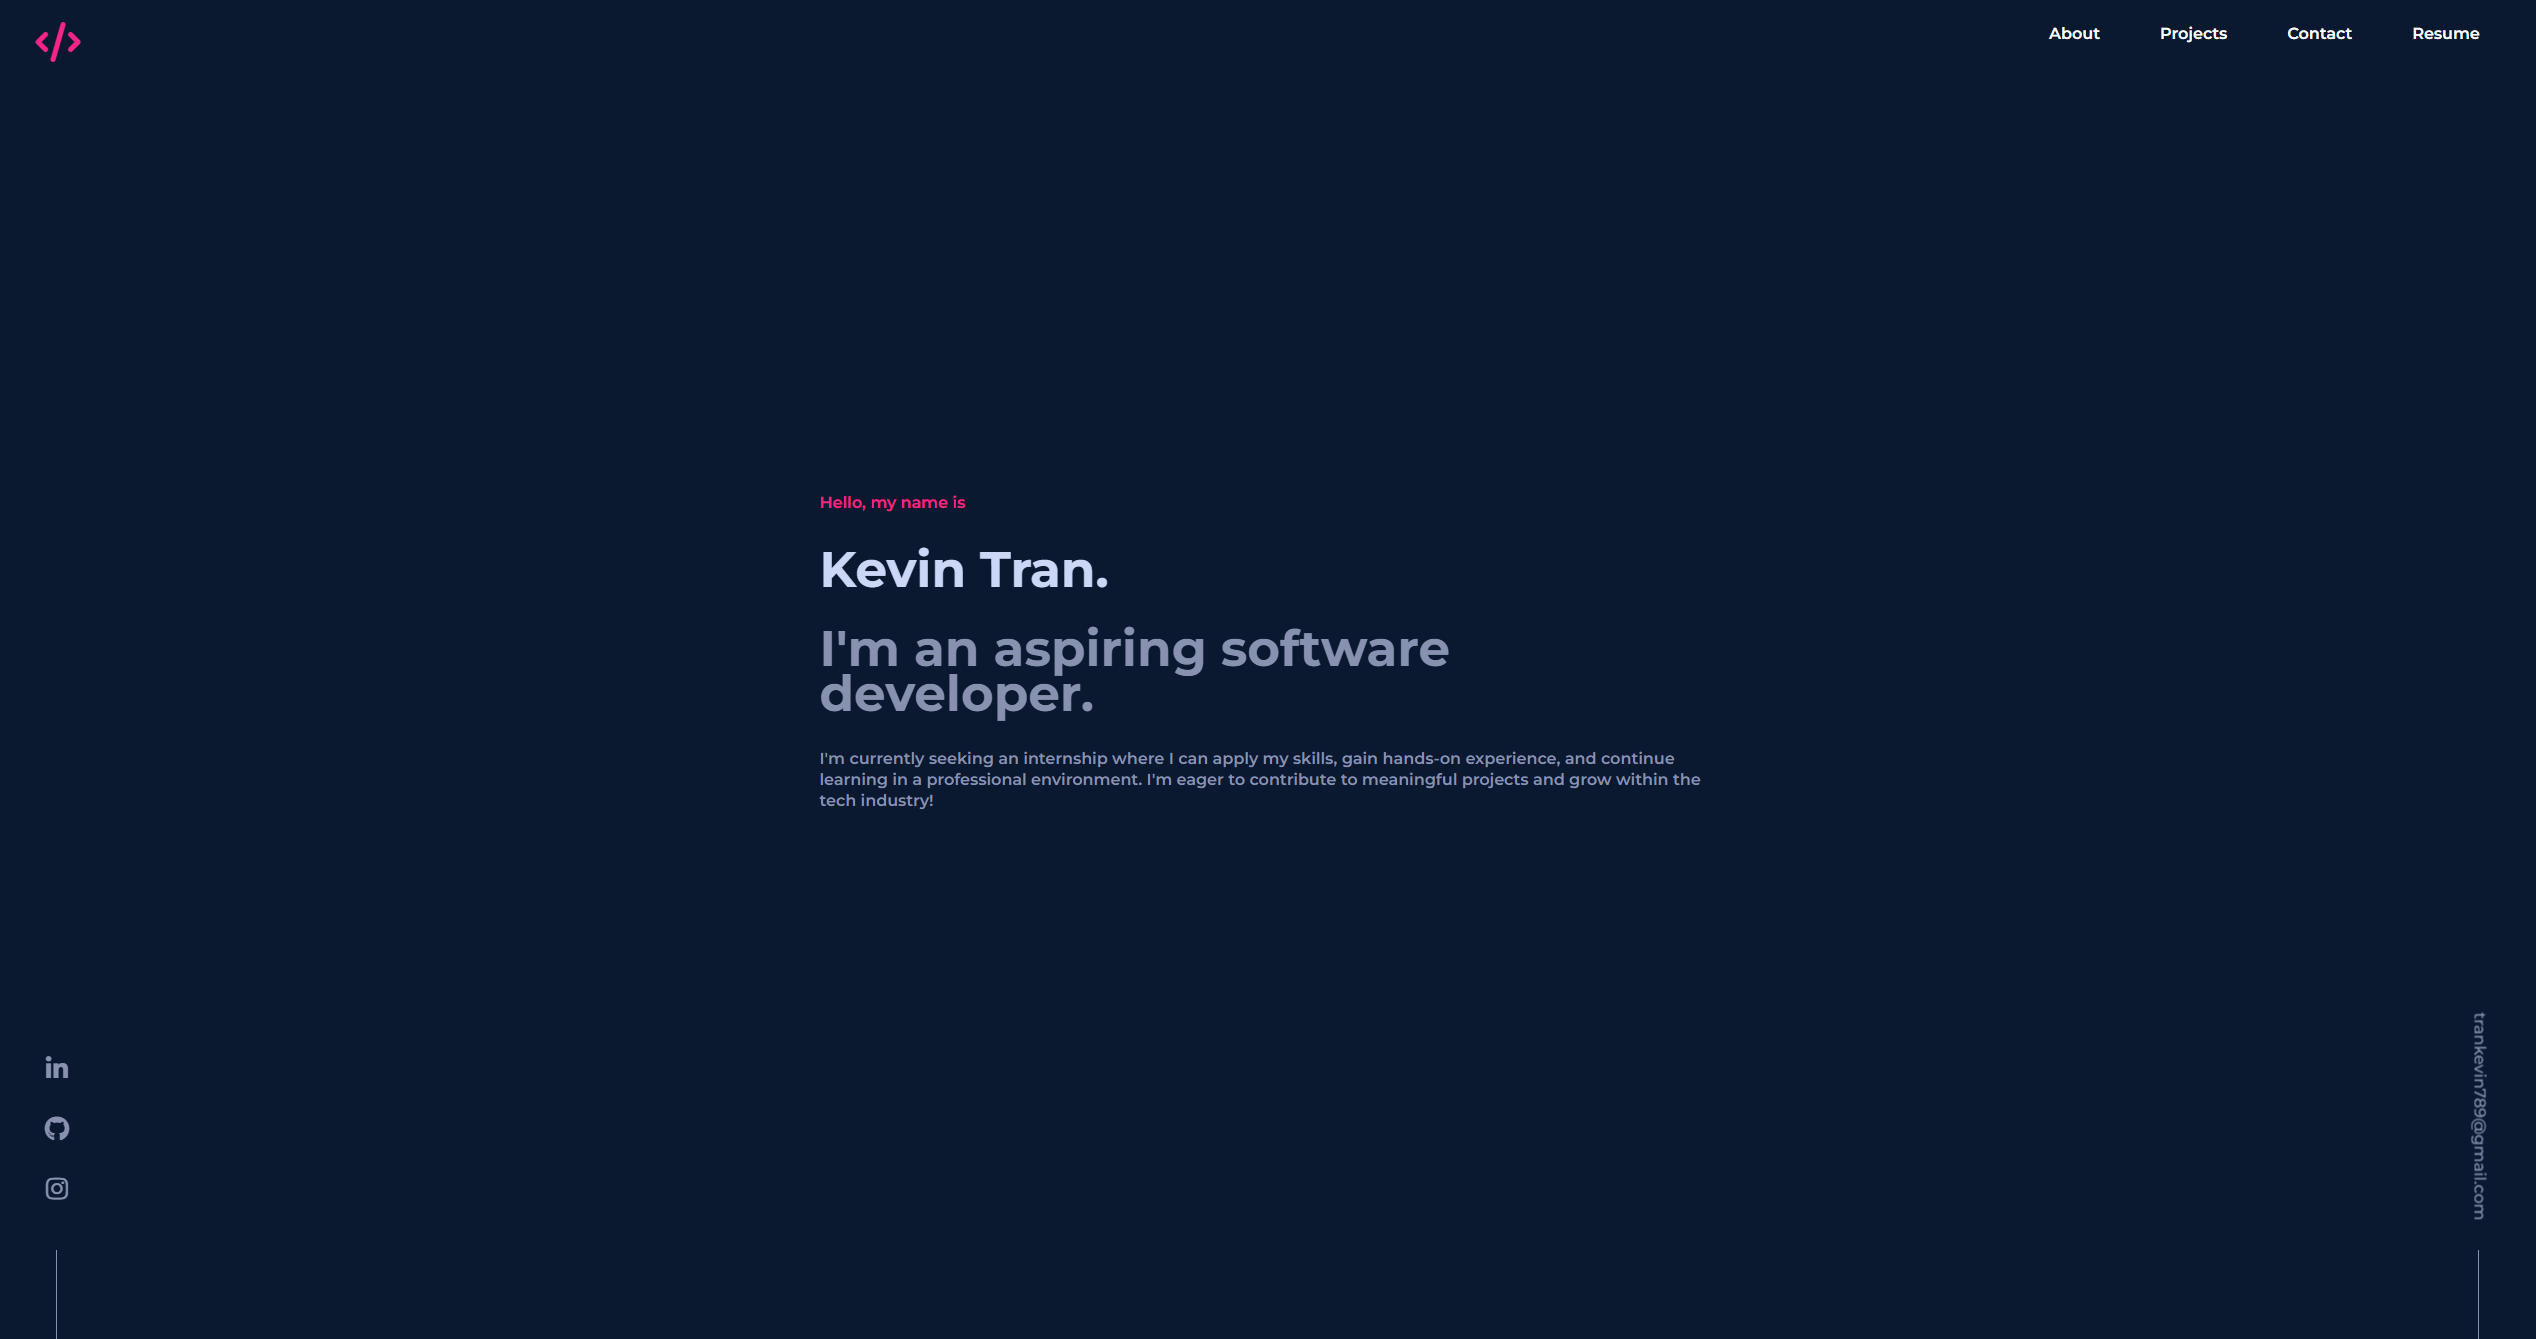 </>
About
Projects
Contact
Resume
Hello, my name is
Kevin Tran.
I'm an aspiring software
developer.
I'm currently seeking an internship where I can apply my skills, gain hands-on experience, and continue
learning in a professional environment. I'm eager to contribute to meaningful projects and grow within the
tech industry!
in
trankevin789@gmail.com